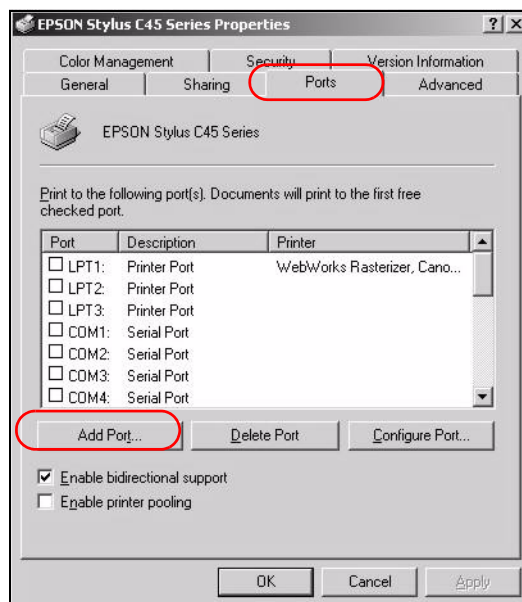 EPSON Stylus C45 Series Properties
Color Management Security Version Information
General Sharing Ports Advanced
EPSON Stylus C45 Series
Print to the following port(s). Documents will print to the first free
checked port.
Port Description Printer
LPT1: Printer Port WebWorks Rasterizer, Cano...
LPT2: Printer Port
LPT3: Printer Port
COM1: Serial Port
COM2: Serial Port
COM3: Serial Port
COM4: Serial Port
Add Port... Delete Port Configure Port...
Enable bidirectional support
Enable printer pooling
OK Cancel Apply